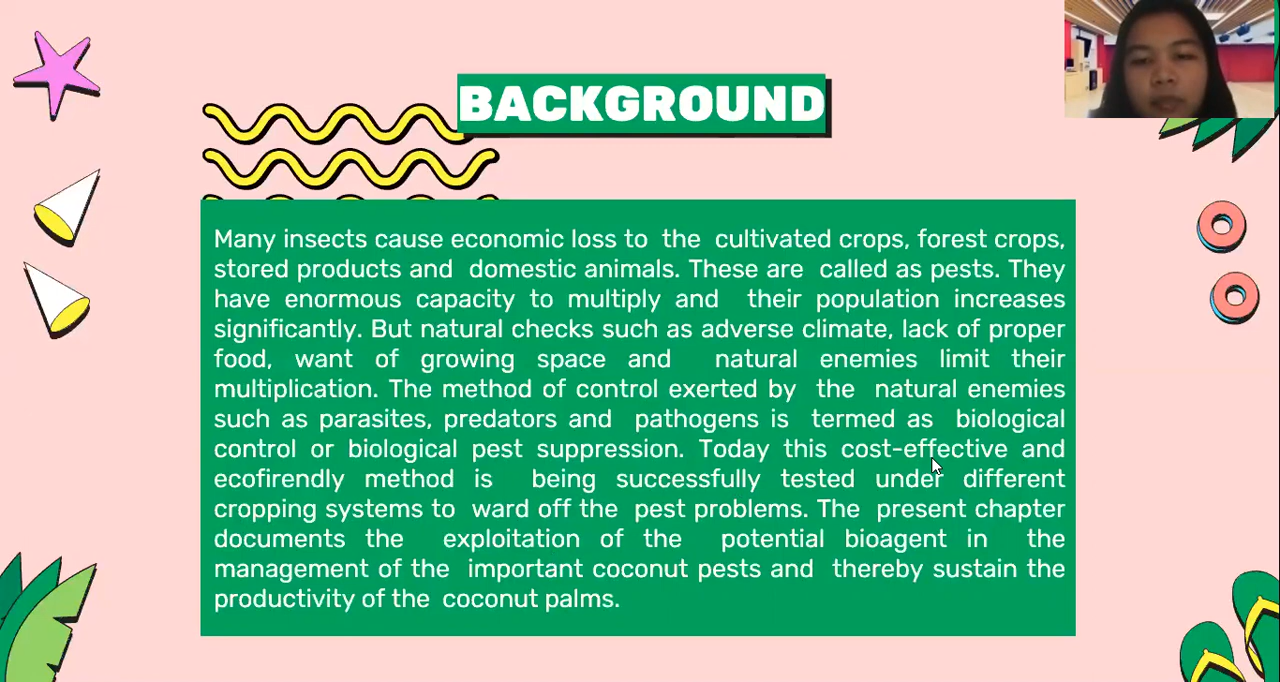 BACKGROUND
Many insects cause economic loss to the cultivated crops, forest crops,
stored products and domestic animals. These are called as pests. They
have enormous capacity to multiply and their population increases
significantly. But natural checks such as adverse climate, lack of proper
food, want of growing space and natural enemies limit their
multiplication. The method of control exerted by the natural enemies
such as parasites, predators and pathogens is termed as biological
control or biological pest suppression. Today this cost-effective and
ecofirendly method is being successfully tested under different
cropping systems to ward off the pest problems. The present chapter
documents the exploitation of the potential bioagent in the
management of the important coconut pests and thereby sustain the
productivity of the coconut palms.